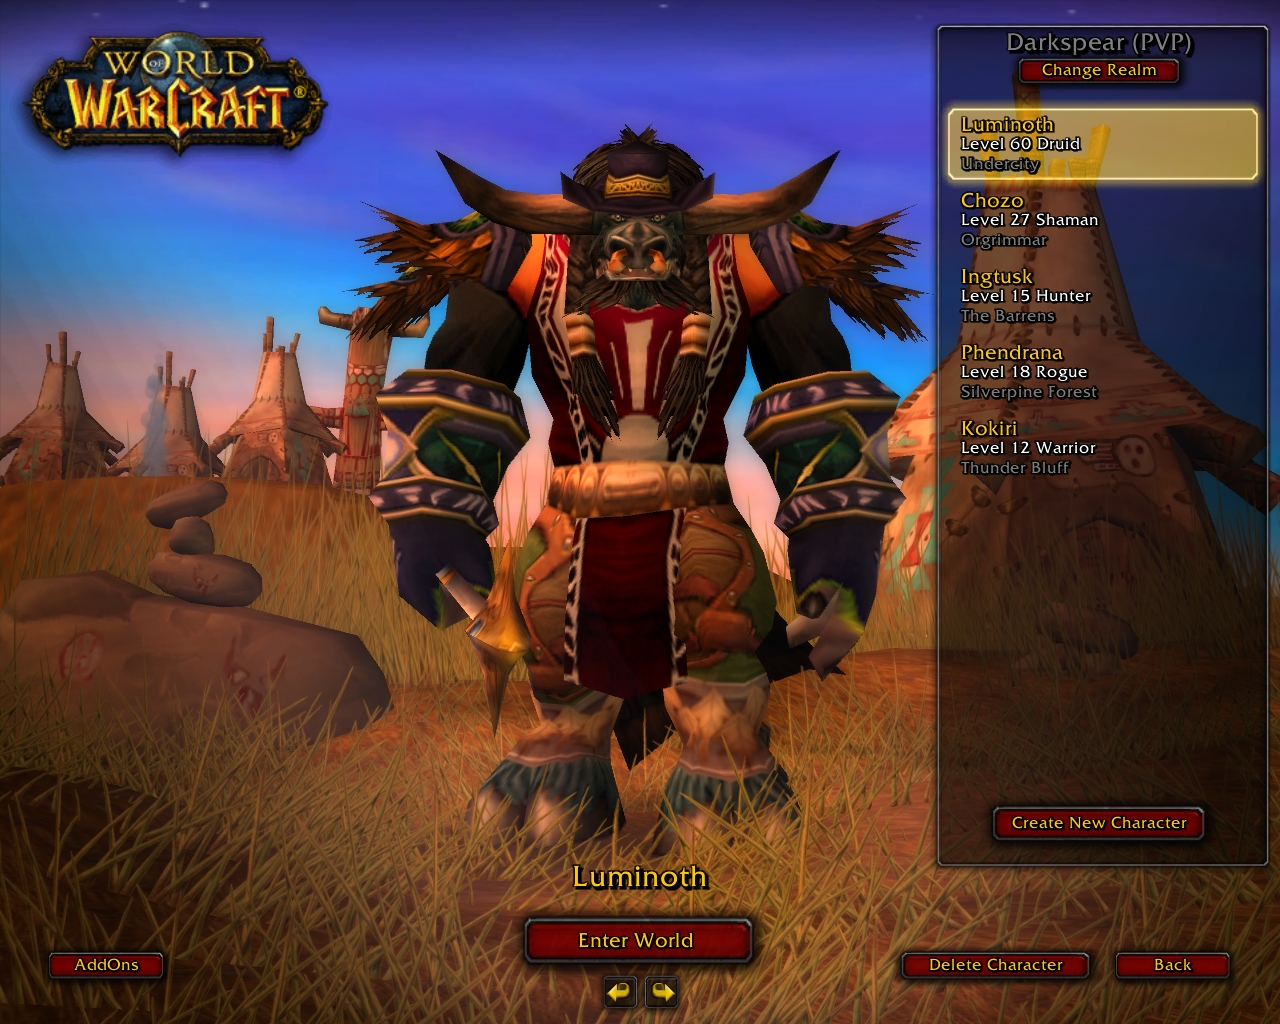 WORLD
OF
WARCRAFT®
Darkspear (PVP)
Change Realm
Luminoth
Level 60 Druid
Undercity
Chozo
Level 27 Shaman
Orgrimmar
Ingtusk
Level 15 Hunter
The Barrens
Phendrana
Level 18 Rogue
Silverpine Forest
Kokiri
Level 12 Warrior
Thunder Bluff
Create New Character
Luminoth
Enter World
AddOns
Delete Character
Back